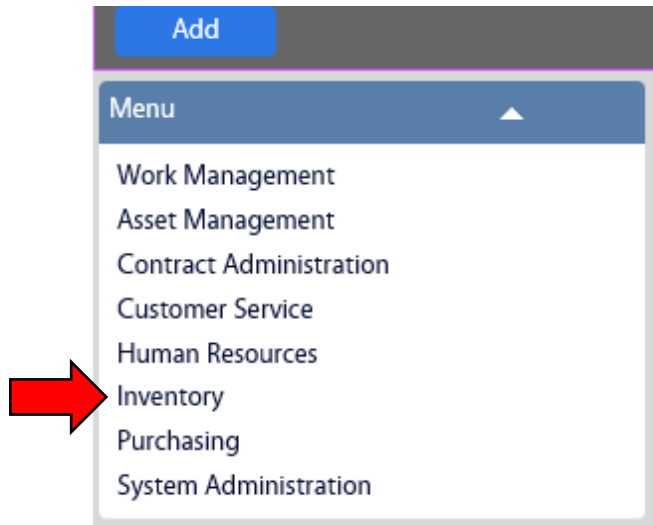 Add
Menu
Work Management
Asset Management
Contract Administration
Customer Service
Human Resources
Inventory
Purchasing
System Administration